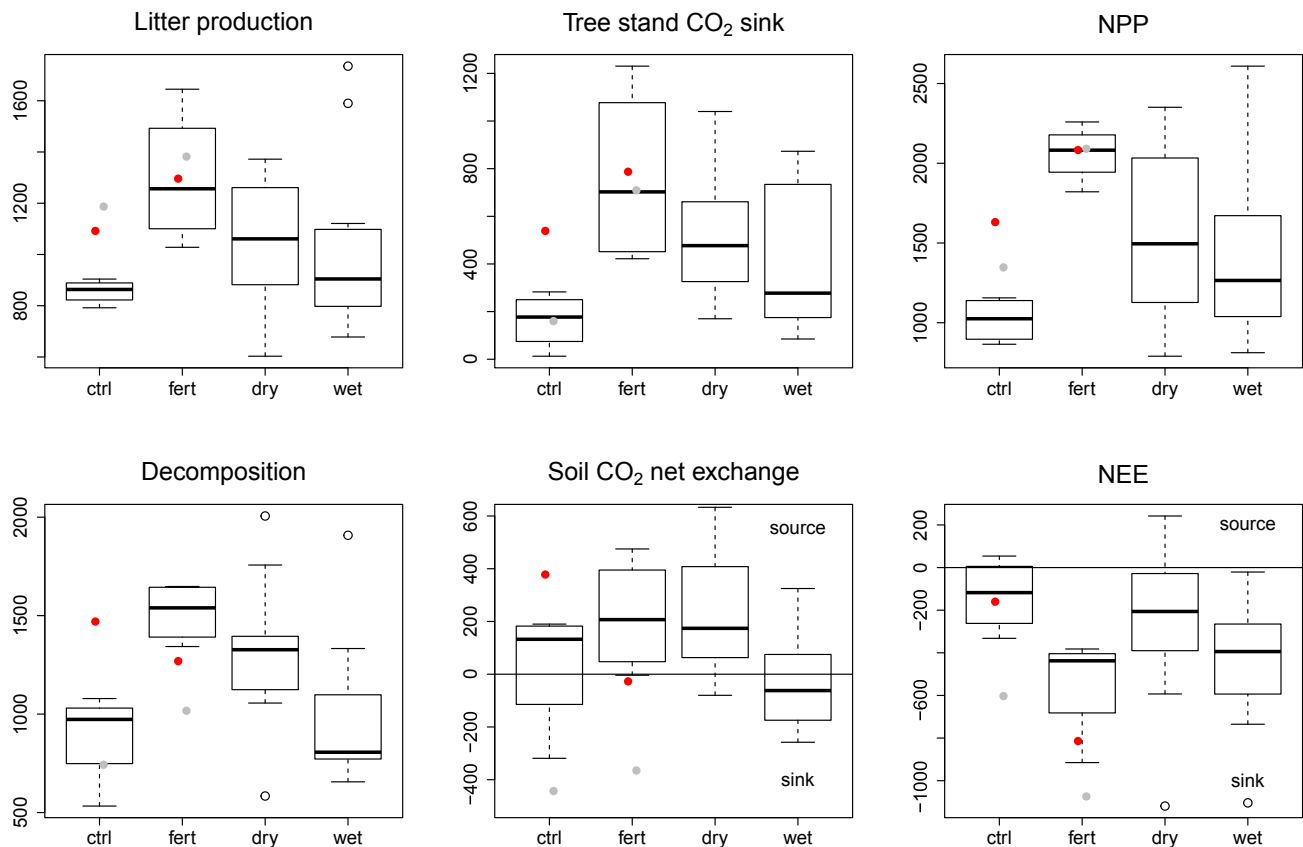 Litter production
1600
1200
800
ctrl fert dry wet
Tree stand CO₂ sink
1200
800
400
0
ctrl fert dry wet
NPP
2500
2000
1500
1000
ctrl fert dry wet
Decomposition
2000
1500
1000
500
ctrl fert dry wet
Soil CO₂ net exchange
600
400
200
0
−200
−400
source
sink
ctrl fert dry wet
NEE
200
0
−200
−600
−1000
source
sink
ctrl fert dry wet